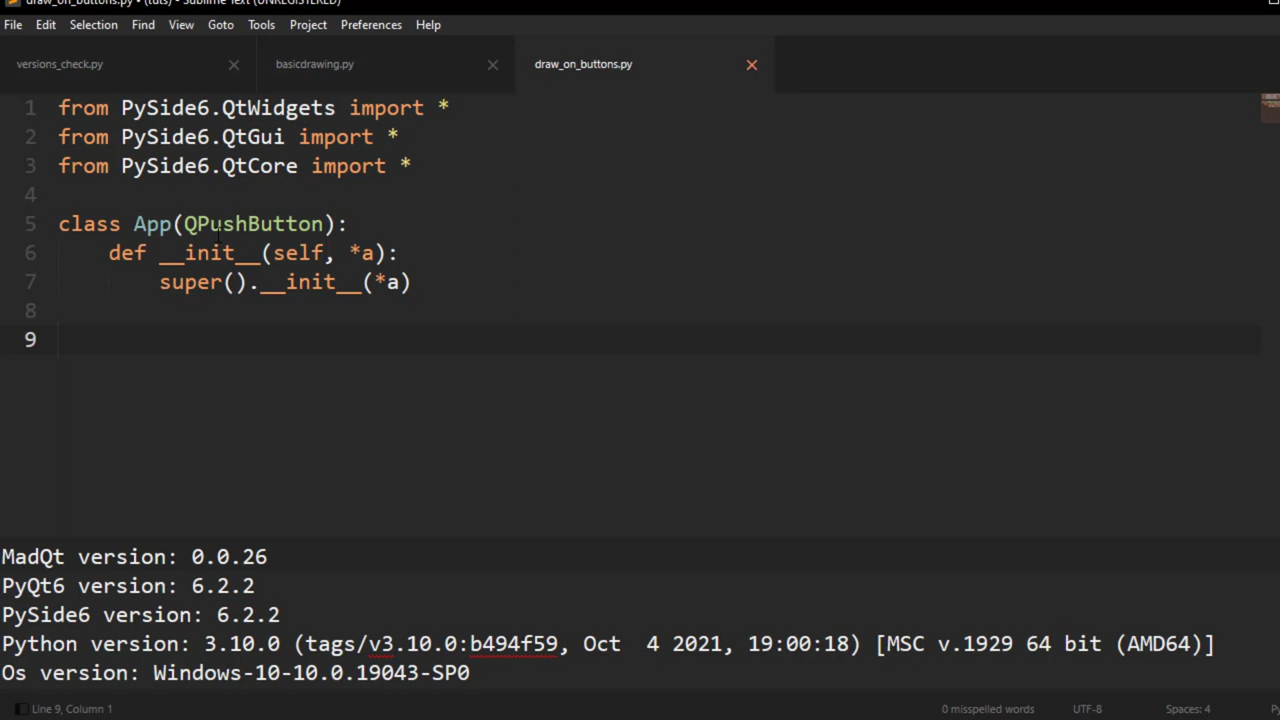 draw_on_buttons.py • (tuts) - Sublime Text (UNREGISTERED)
File Edit Selection View Find Goto Tools Project Preferences Help
versions_check.py basicdrawing.py draw_on_buttons.py
1 from PySide6.QtWidgets import *
2 from PySide6.QtGui import *
3 from PySide6.QtCore import *
4
5 class App(QPushButton):
6 def __init__(self, *a):
7 super().__init__(*a)
8
9
MadQt version: 0.0.26
PyQt6 version: 6.2.2
PySide6 version: 6.2.2
Python version: 3.10.0 (tags/v3.10.0:b494f59, Oct  4 2021, 19:00:18) [MSC v.1929 64 bit (AMD64)]
Os version: Windows-10-10.0.19043-SP0
Line 9, Column 1 0 misspelled words UTF-8 Spaces: 4